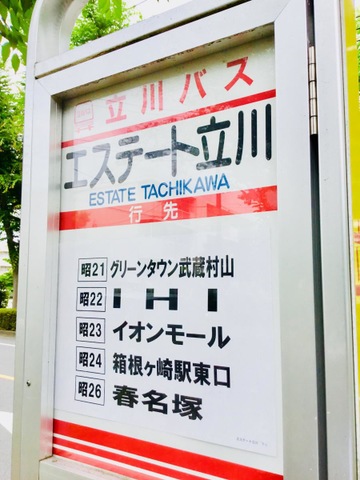 立川バス
エステート立川
ESTATE TACHIKAWA
行先
昭21 グリーンタウン武蔵村山
昭22 IHI
昭23 イオンモール
昭24 箱根ヶ崎駅東口
昭26 春名塚